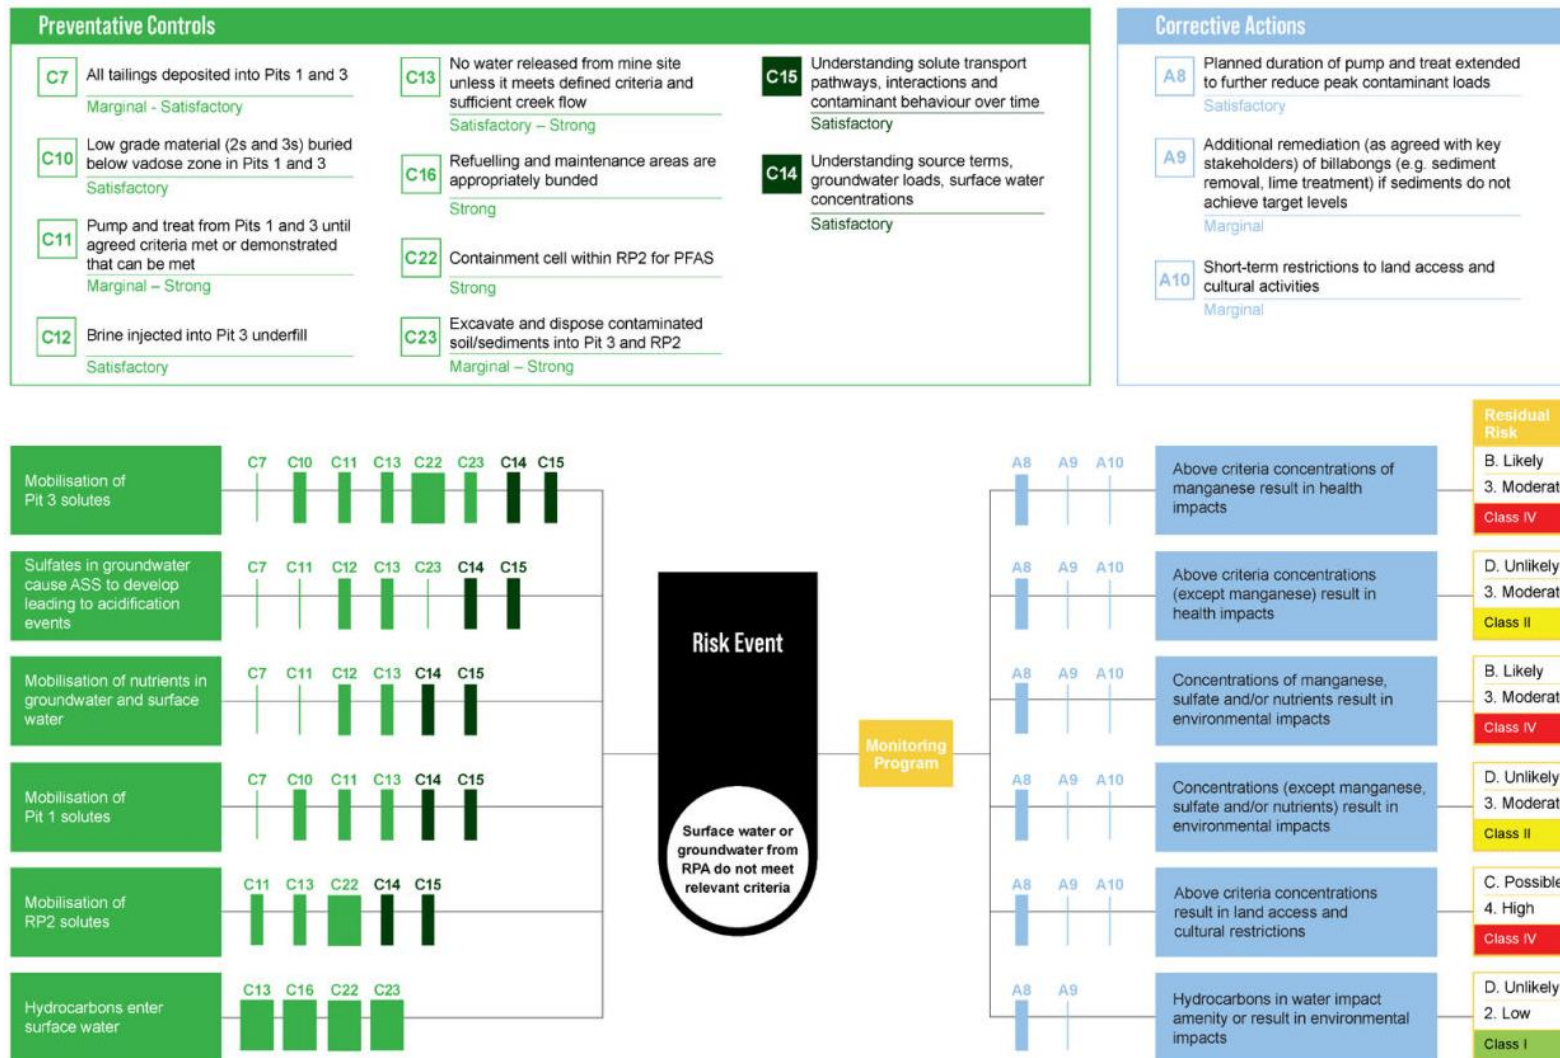 Preventative Controls
C7
All tailings deposited into Pits 1 and 3
Marginal - Satisfactory
C10
Low grade material (2s and 3s) buried
below vadose zone in Pits 1 and 3
Satisfactory
C11
Pump and treat from Pits 1 and 3 until
agreed criteria met or demonstrated
that can be met
Marginal – Strong
C12
Brine injected into Pit 3 underfill
Satisfactory
C13
No water released from mine site
unless it meets defined criteria and
sufficient creek flow
Satisfactory – Strong
C16
Refuelling and maintenance areas are
appropriately bunded
Strong
C22
Containment cell within RP2 for PFAS
Strong
C23
Excavate and dispose contaminated
soil/sediments into Pit 3 and RP2
Marginal – Strong
C15
Understanding solute transport
pathways, interactions and
contaminant behaviour over time
Satisfactory
C14
Understanding source terms,
groundwater loads, surface water
concentrations
Satisfactory
Corrective Actions
A8
Planned duration of pump and treat extended
to further reduce peak contaminant loads
Satisfactory
A9
Additional remediation (as agreed with key
stakeholders) of billabongs (e.g. sediment
removal, lime treatment) if sediments do not
achieve target levels
Marginal
A10
Short-term restrictions to land access and
cultural activities
Marginal
Mobilisation of
Pit 3 solutes
C7 C10 C11 C13 C22 C23 C14 C15
Sulfates in groundwater
cause ASS to develop
leading to acidification
events
C7 C11 C12 C13 C23 C14 C15
Mobilisation of nutrients in
groundwater and surface
water
C7 C11 C12 C13 C14 C15
Mobilisation of
Pit 1 solutes
C7 C10 C11 C13 C14 C15
Mobilisation of
RP2 solutes
C11 C13 C22 C14 C15
Hydrocarbons enter
surface water
C13 C16 C22 C23
Risk Event
Surface water or
groundwater from
RPA do not meet
relevant criteria
Monitoring
Program
Residual
Risk
A8 A9 A10
Above criteria concentrations of
manganese result in health
impacts
B. Likely
3. Moderat
Class IV
A8 A9 A10
Above criteria concentrations
(except manganese) result in
health impacts
D. Unlikely
3. Moderat
Class II
A8 A9 A10
Concentrations of manganese,
sulfate and/or nutrients result in
environmental impacts
B. Likely
3. Moderat
Class IV
A8 A9 A10
Concentrations (except manganese,
sulfate and/or nutrients) result in
environmental impacts
D. Unlikely
3. Moderat
Class II
A8 A9 A10
Above criteria concentrations
result in land access and
cultural restrictions
C. Possible
4. High
Class IV
A8 A9
Hydrocarbons in water impact
amenity or result in environmental
impacts
D. Unlikely
2. Low
Class I